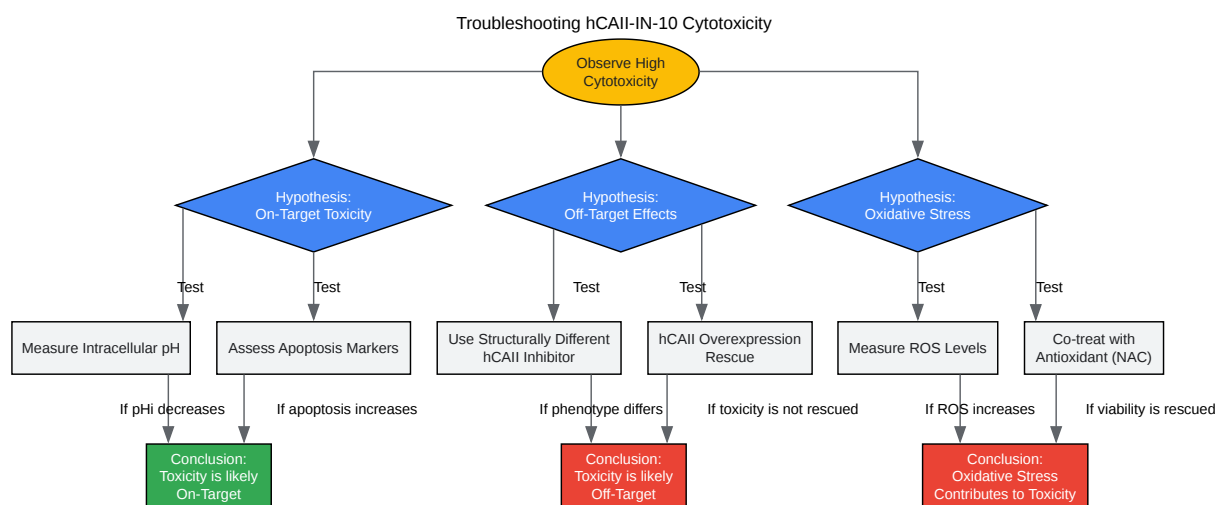 Troubleshooting hCAII-IN-10 Cytotoxicity
Observe High
Cytotoxicity
Hypothesis:
On-Target Toxicity
Hypothesis:
Off-Target Effects
Hypothesis:
Oxidative Stress
Test
Test
Test
Test
Test
Test
Measure Intracellular pH
Assess Apoptosis Markers
Use Structurally Different
hCAII Inhibitor
hCAII Overexpression
Rescue
Measure ROS Levels
Co-treat with
Antioxidant (NAC)
If pHi decreases
If apoptosis increases
If phenotype differs
If toxicity is not rescued
If ROS increases
If viability is rescued
Conclusion:
Toxicity is likely
On-Target
Conclusion:
Toxicity is likely
Off-Target
Conclusion:
Oxidative Stress
Contributes to Toxicity